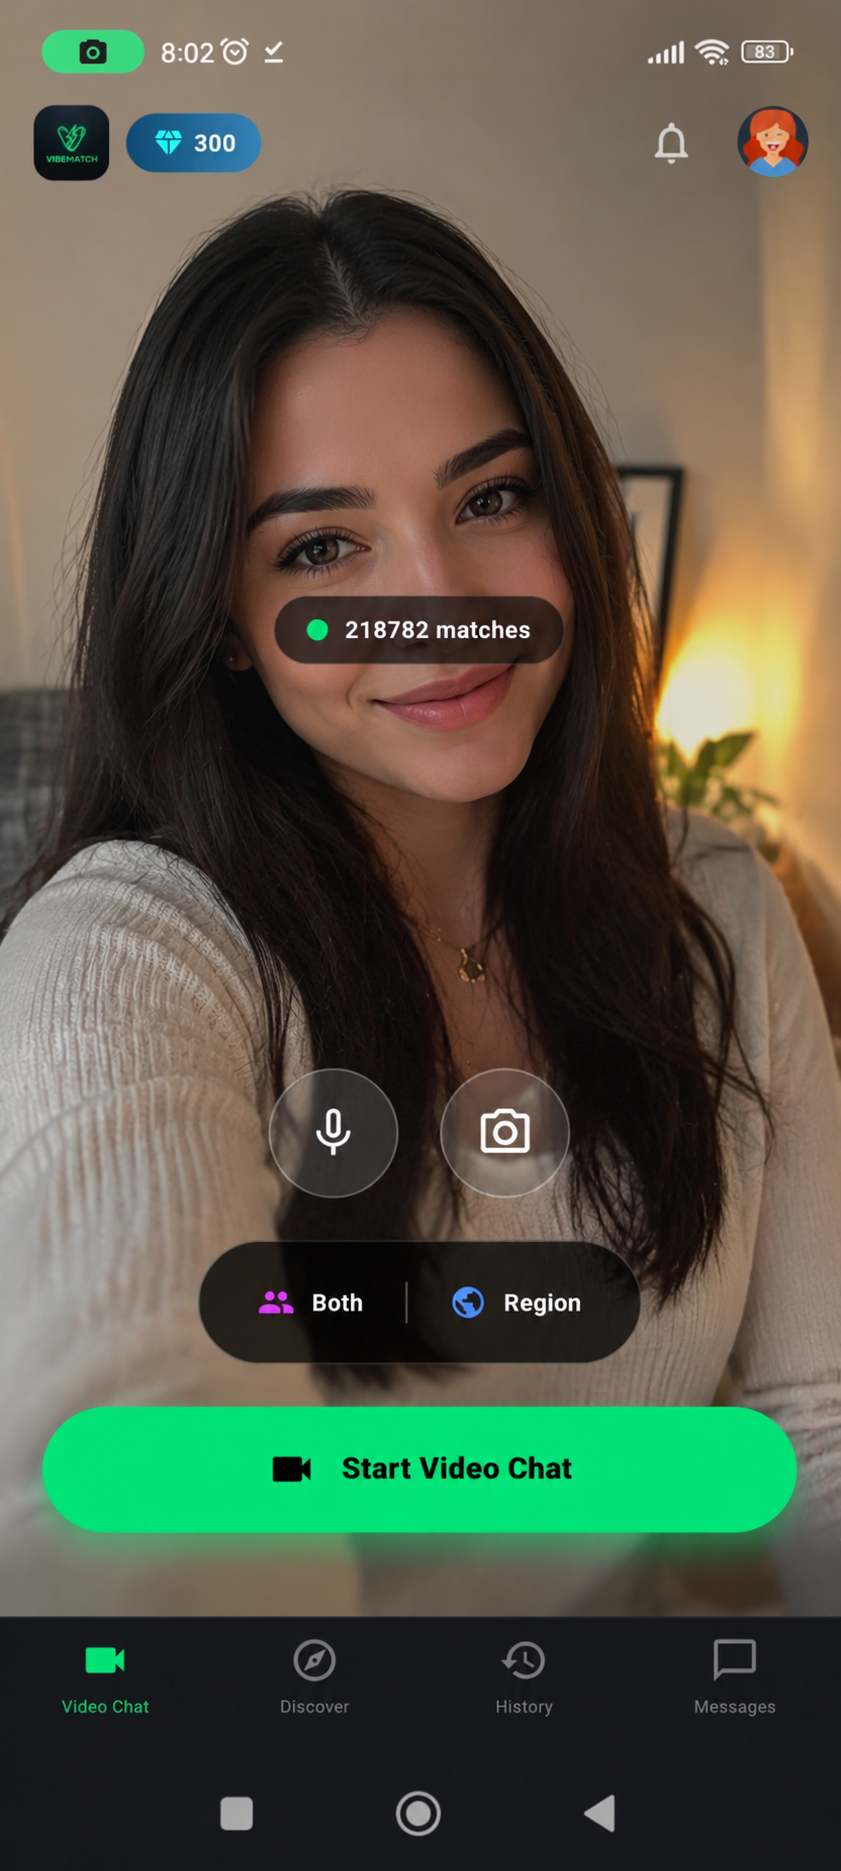 8:02
83
VIBEMATCH
300
218782 matches
Both
Region
Start Video Chat
Video Chat
Discover
History
Messages